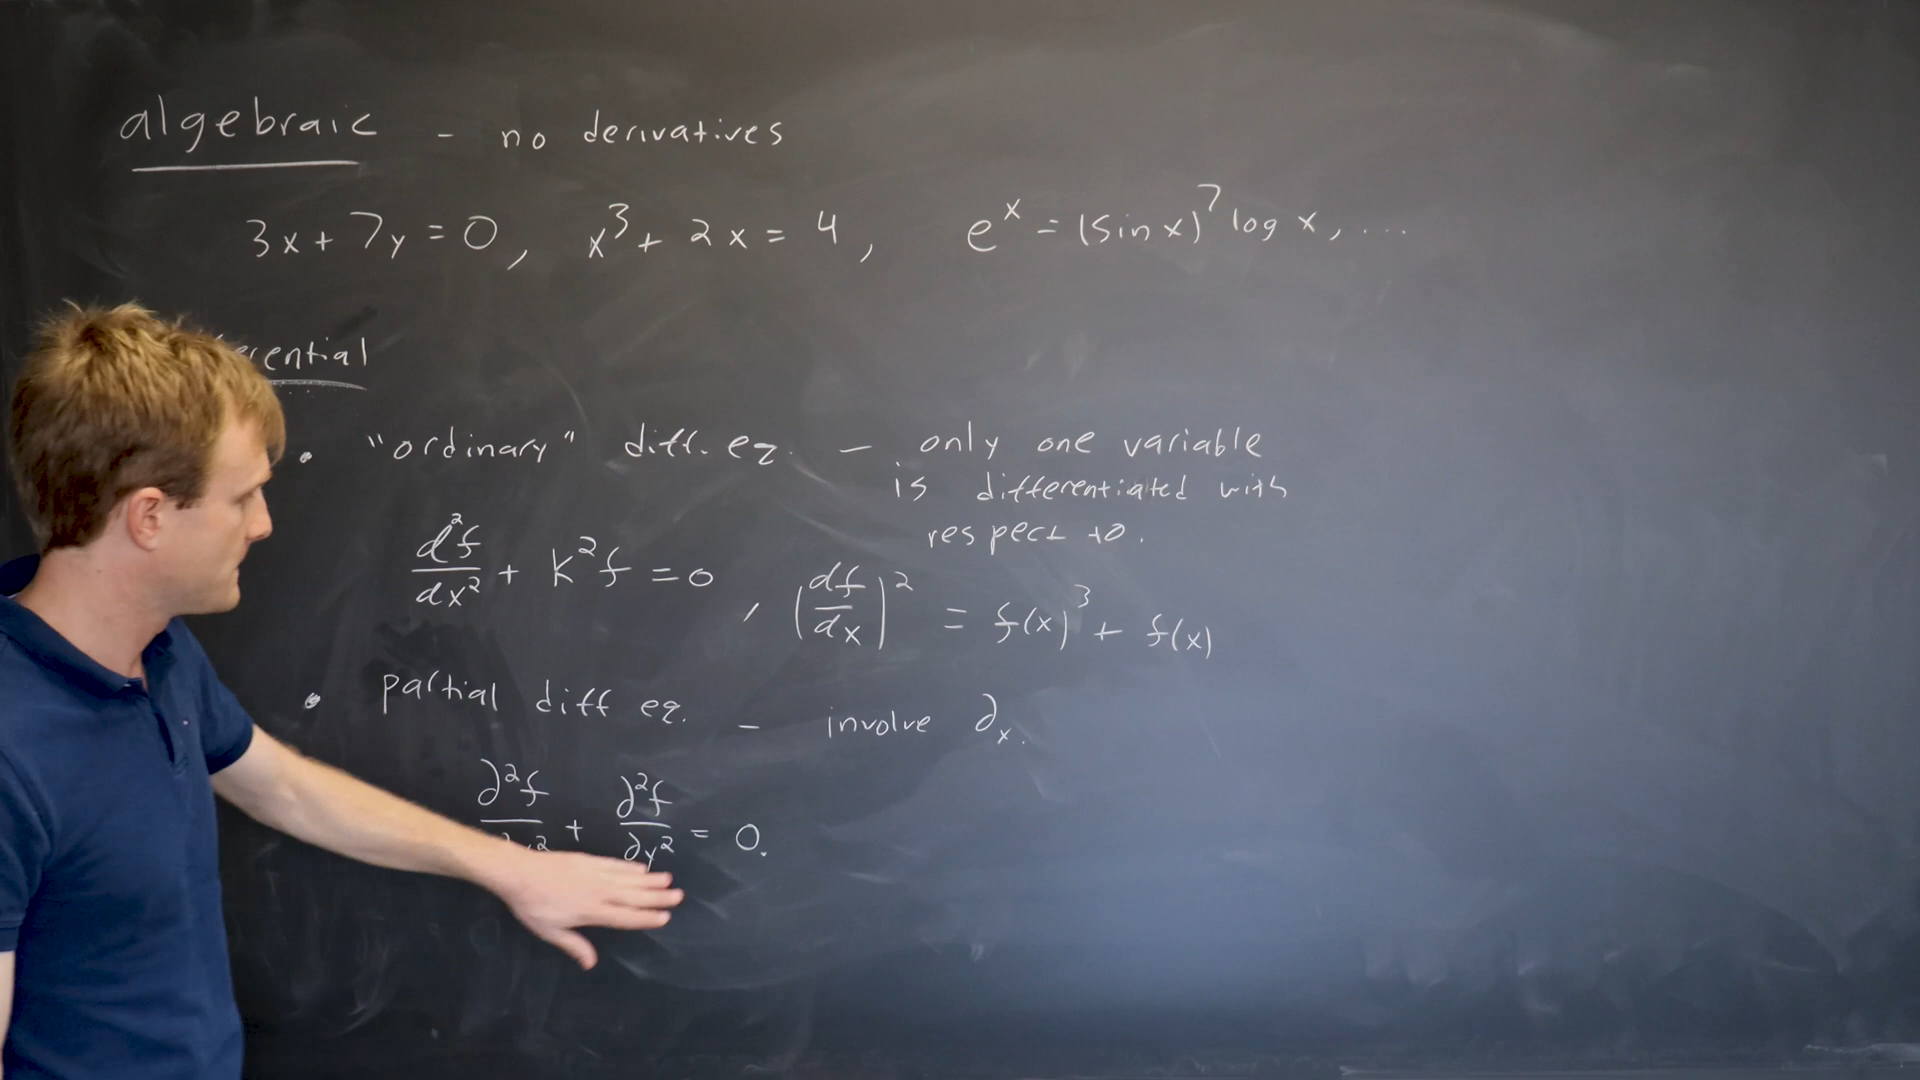 algebraic - no derivatives
3x + 7y = 0, x³ + 2x = 4, eˣ = (sin x)⁷ log x, ...
erential
• "ordinary" diff. eq. — only one variable
is differentiated with
respect to.
d²f/dx² + k²f = 0, (df/dx)² = f(x)³ + f(x)
• partial diff eq. - involve ∂ₓ.
∂²f + ∂²f/∂y² = 0.